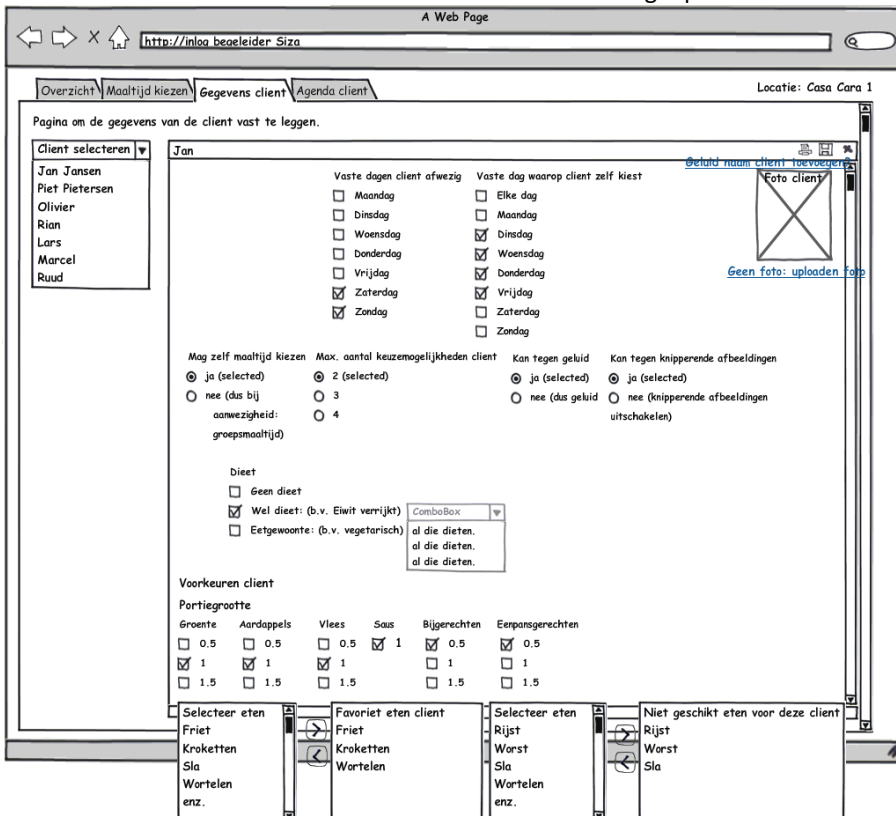 A Web Page
http://inlog begeleider Siza
Overzicht Maaltijd kiezen Gegevens client Agenda client
Locatie: Casa Cara 1
Pagina om de gegevens van de client vast te leggen.
Client selecteren
Jan Jansen
Piet Pietersen
Olivier
Rian
Lars
Marcel
Ruud
Jan
Geluid naam client toevoegen?
Foto client
Geen foto: uploaden foto
Vaste dagen client afwezig
Maandag
Dinsdag
Woensdag
Donderdag
Vrijdag
Zaterdag
Zondag
Vaste dag waarop client zelf kiest
Elke dag
Maandag
Dinsdag
Woensdag
Donderdag
Vrijdag
Zaterdag
Zondag
Mag zelf maaltijd kiezen
ja (selected)
nee (dus bij
aanwezigheid:
groepsmaaltijd)
Max. aantal keuzemogelijkheden client
2 (selected)
3
4
Kan tegen geluid
ja (selected)
nee (dus geluid
Kan tegen knipperende afbeeldingen
ja (selected)
nee (knipperende afbeeldingen
uitschakelen)
Dieet
Geen dieet
Wel dieet: (b.v. Eiwit verrijkt)
Eetgewoonte: (b.v. vegetarisch)
ComboBox
al die dieten.
al die dieten.
al die dieten.
Voorkeuren client
Portiegrootte
Groente
0.5
1
1.5
Aardappels
0.5
1
1.5
Vlees
0.5
1
1.5
Saus
1
Bijgerechten
0.5
1
1.5
Eenpansgerechten
0.5
1
1.5
Selecteer eten
Friet
Kroketten
Sla
Wortelen
enz.
Favoriet eten client
Friet
Kroketten
Wortelen
Selecteer eten
Rijst
Worst
Sla
Wortelen
enz.
Niet geschikt eten voor deze client
Rijst
Worst
Sla